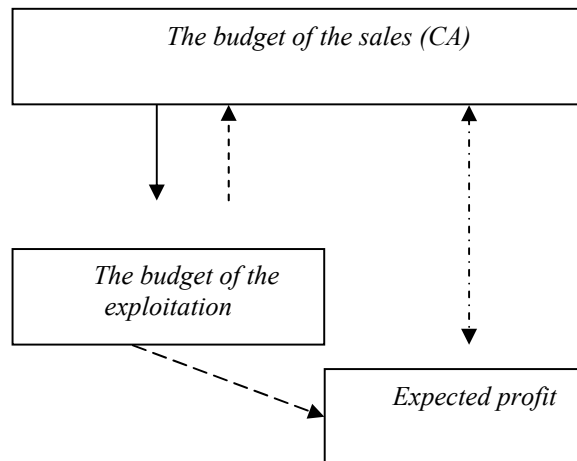 The budget of the sales (CA)
The budget of the
exploitation
Expected profit